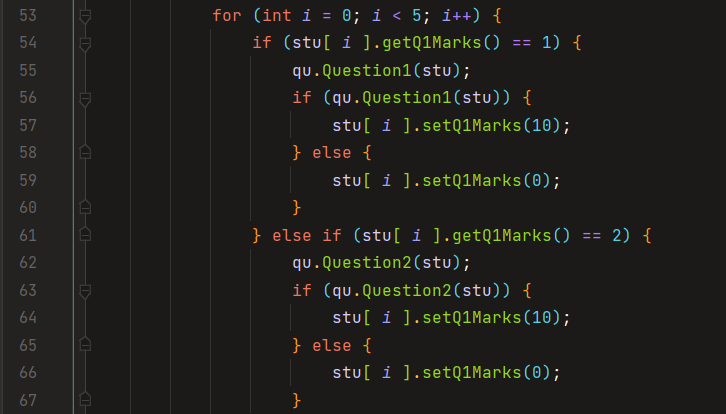 53 for (int i = 0; i < 5; i++) {
54 if (stu[ i ].getQ1Marks() == 1) {
55 qu.Question1(stu);
56 if (qu.Question1(stu)) {
57 stu[ i ].setQ1Marks(10);
58 } else {
59 stu[ i ].setQ1Marks(0);
60 }
61 } else if (stu[ i ].getQ1Marks() == 2) {
62 qu.Question2(stu);
63 if (qu.Question2(stu)) {
64 stu[ i ].setQ1Marks(10);
65 } else {
66 stu[ i ].setQ1Marks(0);
67 }